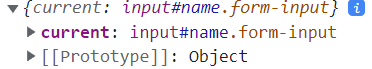 ▼{current: input#name.form-input} i
▶ current: input#name.form-input
▶ [[Prototype]]: Object